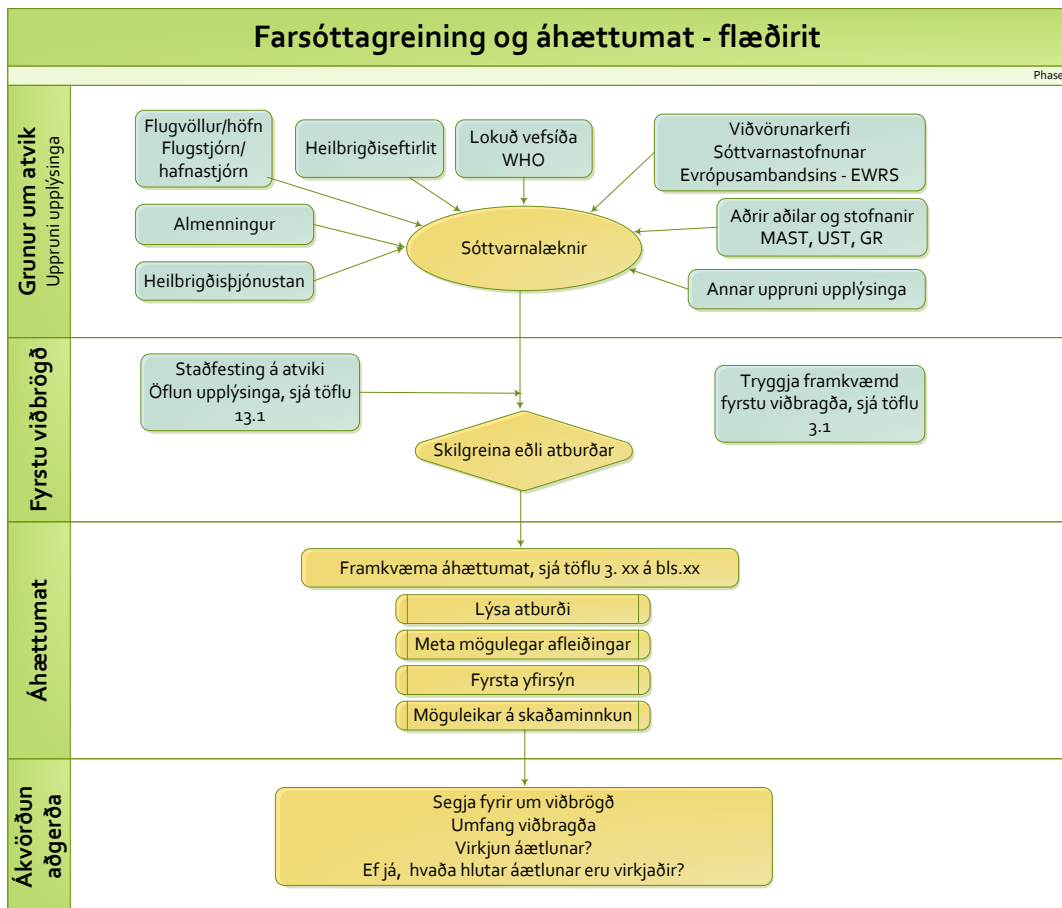 Farsóttagreining og áhættumat - flæðirit
Phase
Grunur um atvik
Uppruni upplýsinga
Flugvöllur/höfn
Flugstjórn/
hafnastjórn
Heilbrigðiseftirlit
Lokuð vefsíða
WHO
Viðvörunarkerfi
Sóttvarnastofnunar
Evrópusambandsins - EWRS
Almenningur
Sóttvarnalæknir
Aðrir aðilar og stofnanir
MAST, UST, GR
Heilbrigðisþjónustan
Annar uppruni upplýsinga
Fyrstu viðbrögð
Staðfesting á atviki
Öflun upplýsinga, sjá töflu
13.1
Tryggja framkvæmd
fyrstu viðbragða, sjá töflu
3.1
Skilgreina eðli atburðar
Áhættumat
Framkvæma áhættumat, sjá töflu 3. xx á bls.xx
Lýsa atburði
Meta mögulegar afleiðingar
Fyrsta yfirsýn
Möguleikar á skaðaminnkun
Ákvörðun
aðgerða
Segja fyrir um viðbrögð
Umfang viðbragða
Virkjun áætlunar?
Ef já, hvaða hlutar áætlunar eru virkjaðir?